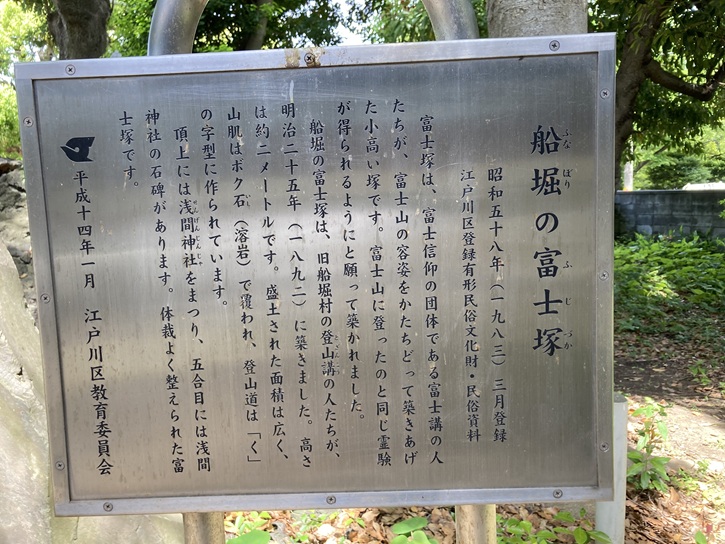 船堀の富士塚
ふなぼりのふじづか
昭和五十八年（一九八三）三月登録
江戸川区登録有形民俗文化財・民俗資料
富士塚は、富士信仰の団体である富士講の人
たちが、富士山の容姿をかたちどって築きあげ
た小高い塚です。富士山に登ったのと同じ霊験
が得られるようにと願って築かれました。
船堀の富士塚は、旧船堀村の登山講の人たちが、
明治二十五年（一八九二）に築きました。高さ
は約二メートルです。盛土された面積は広く、
山肌はボク石（溶岩）で覆われ、登山道は「く」
の字型に作られています。
頂上には浅間神社をまつり、五合目には浅間
神社の石碑があります。体裁よく整えられた富
士塚です。
平成十四年一月　江戸川区教育委員会